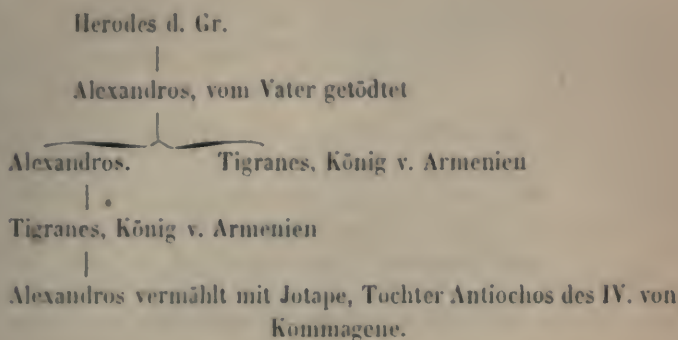 Herodes d. Gr.
Alexandros, vom Vater getödtet
Alexandros. Tigranes, König v. Armenien
Tigranes, König v. Armenien
Alexandros vermählt mit Jotape, Tochter Antiochos des IV. von
Kommagene.